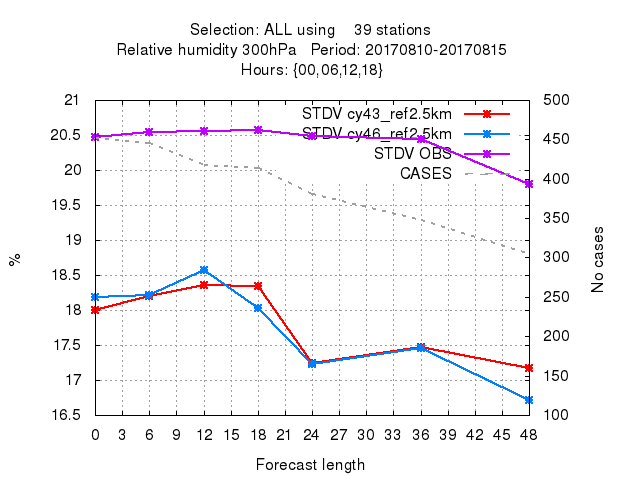 Selection: ALL using 39 stations
Relative humidity 300hPa Period: 20170810-20170815
Hours: {00,06,12,18}
21
20.5
20
19.5
19
18.5
18
17.5
17
16.5
%
STDV cy43_ref2.5km
STDV cy46_ref2.5km
STDV OBS
CASES
500
450
400
350
300
250
200
150
100
No cases
0 3 6 9 12 15 18 21 24 27 30 33 36 39 42 45 48
Forecast length